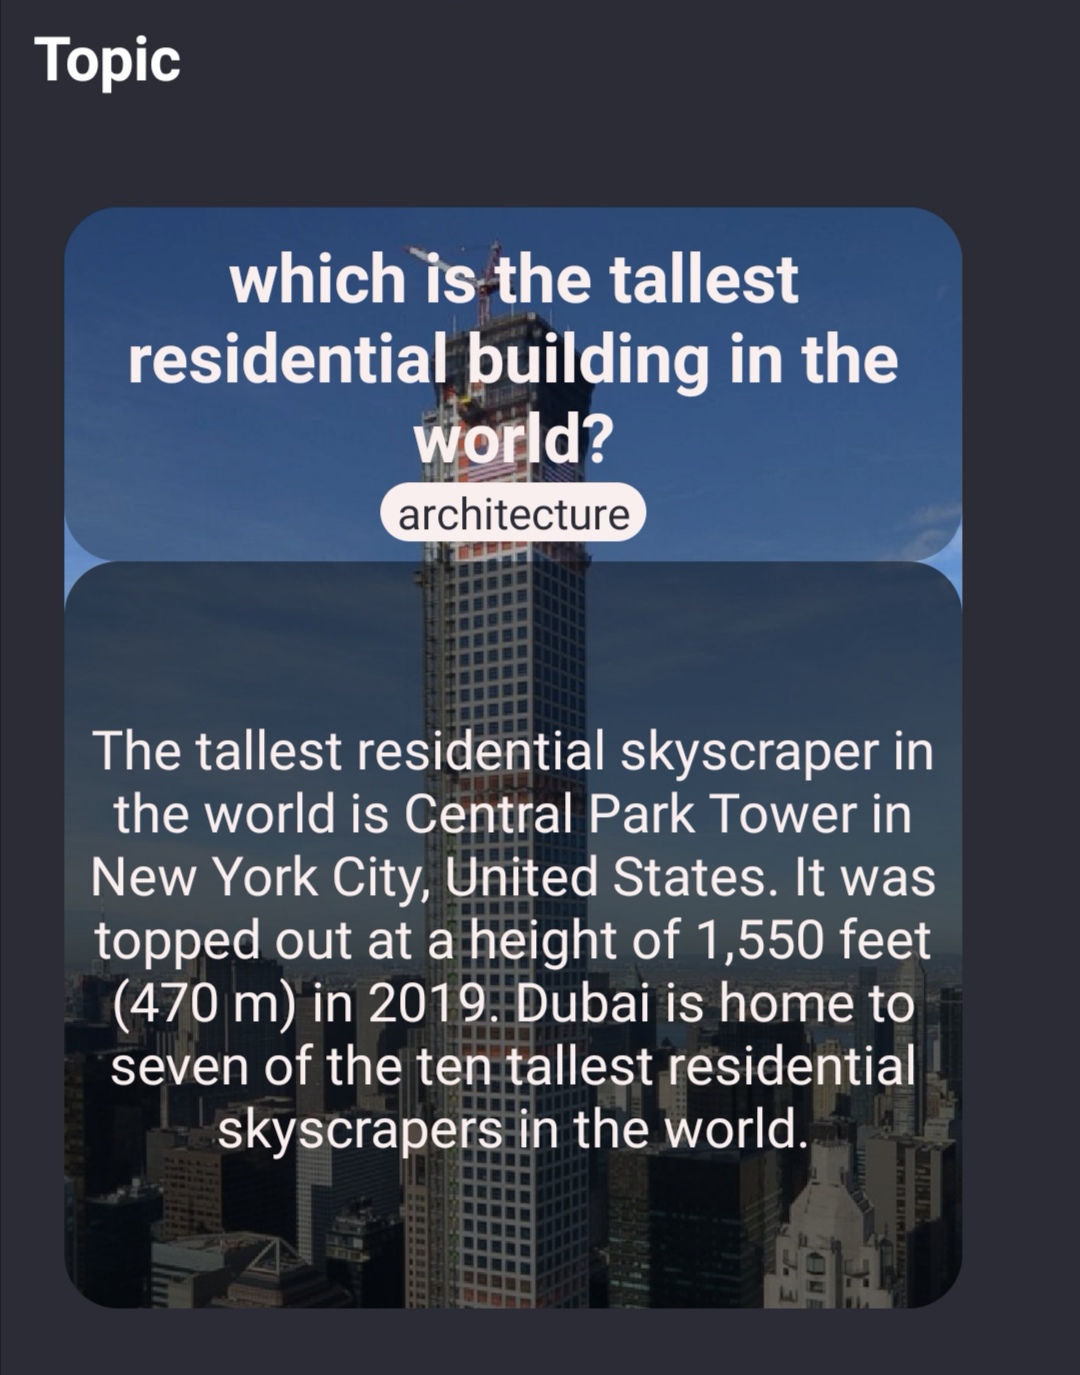 Topic
which is the tallest
residential building in the
world?
architecture
The tallest residential skyscraper in
the world is Central Park Tower in
New York City, United States. It was
topped out at a height of 1,550 feet
(470 m) in 2019. Dubai is home to
seven of the ten tallest residential
skyscrapers in the world.